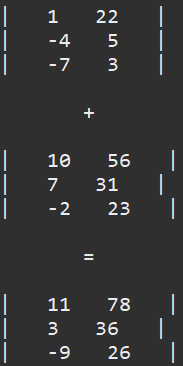 |   1   22   |
|   -4   5   |
|   -7   3   |
+
|   10   56   |
|   7   31   |
|   -2   23   |
=
|   11   78   |
|   3   36   |
|   -9   26   |